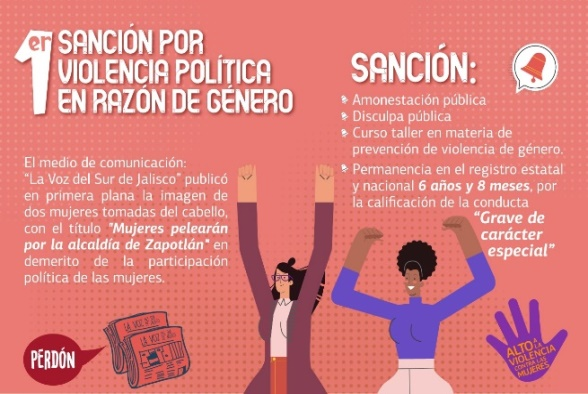 1er SANCIÓN POR
VIOLENCIA POLÍTICA
EN RAZÓN DE GÉNERO
El medio de comunicación:
“La Voz del Sur de Jalisco” publicó
en primera plana la imagen de
dos mujeres tomadas del cabello,
con el título "Mujeres pelearán
por la alcaldía de Zapotlán" en
demerito de la participación
política de las mujeres.
PERDÓN
LA VOZ D
LA VOZ D
SANCIÓN:
Amonestación pública
Disculpa pública
Curso taller en materia de
prevención de violencia de género.
Permanencia en el registro estatal
y nacional 6 años y 8 meses, por
la calificación de la conducta
“Grave de
carácter
especial”
ALTO A
LA
VIOLENCIA
CONTRA LAS
MUJERES